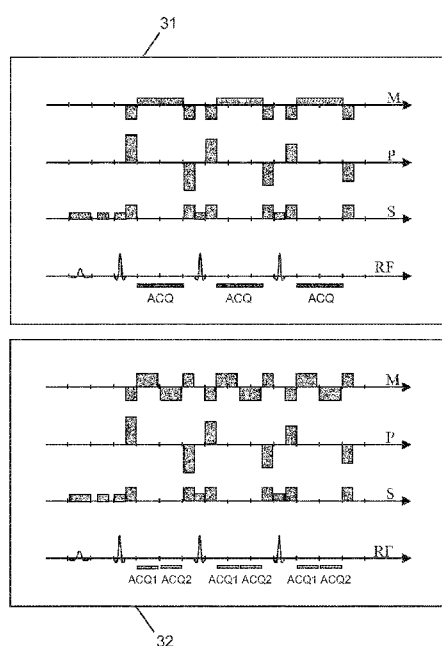 31
M
P
S
RF
ACQ ACQ ACQ
M
P
S
RF
ACQ1 ACQ2 ACQ1 ACQ2 ACQ1 ACQ2
32